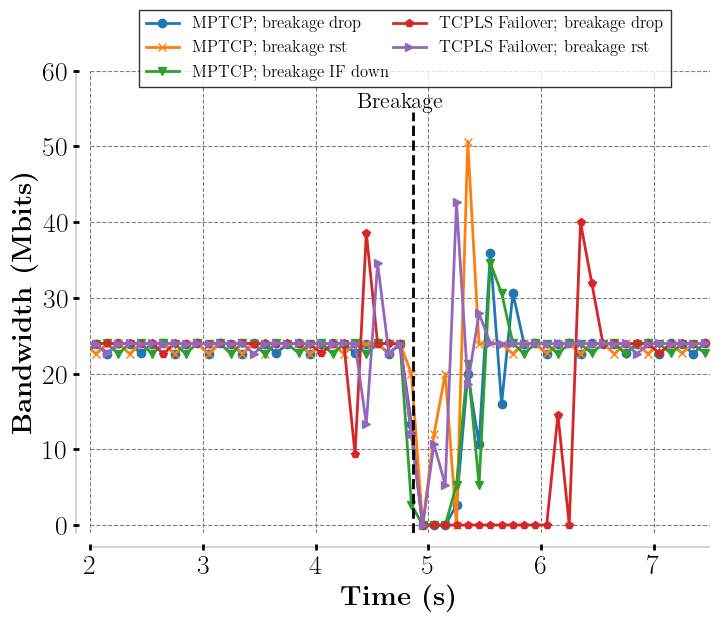 MPTCP; breakage drop
MPTCP; breakage rst
MPTCP; breakage IF down
TCPLS Failover; breakage drop
TCPLS Failover; breakage rst
Breakage
60
50
40
30
20
10
0
Bandwidth (Mbits)
2 3 4 5 6 7
Time (s)